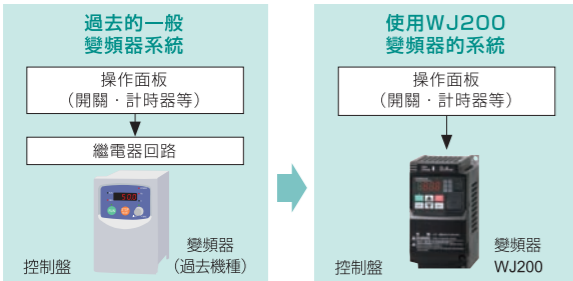 過去的一般
變頻器系統
操作面板
（開關．計時器等）
繼電器回路
500
控制盤
變頻器
（過去機種）
使用WJ200
變頻器的系統
操作面板
（開關．計時器等）
控制盤
變頻器
WJ200